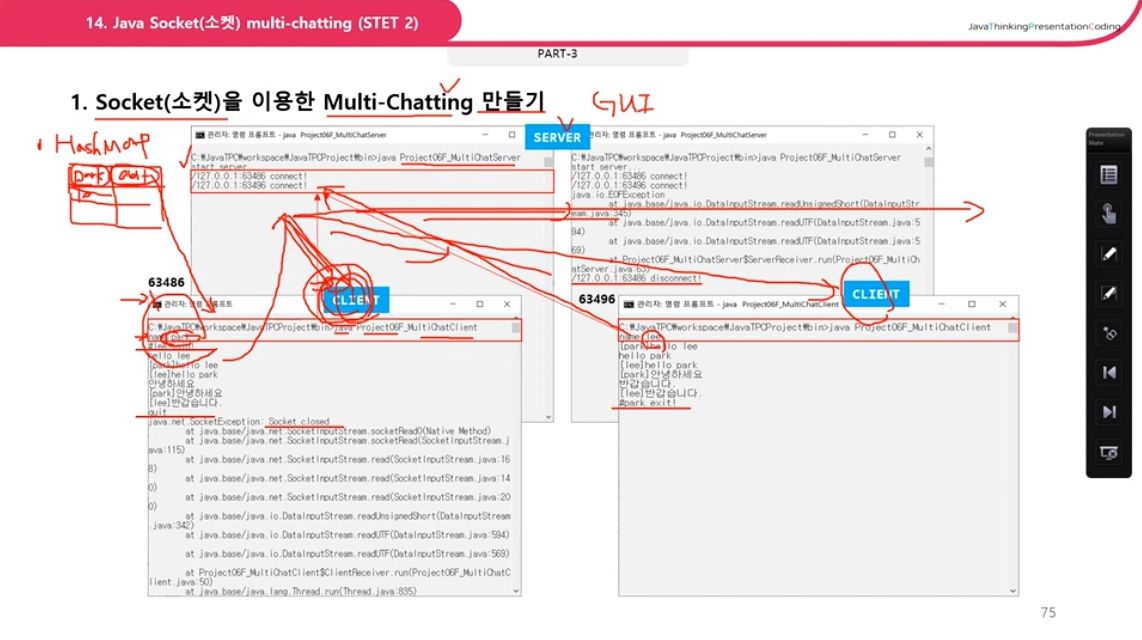 14. Java Socket(소켓) multi-chatting (STET 2)
JavaThinkingPresentationCoding
PART-3
1. Socket(소켓)을 이용한 Multi-Chatting 만들기
GUI
HashMap
SERVER
관리자: 명령 프롬프트 - java Project06F_MultiChatServer
C:\JavaTPC\workspace\JavaTPCProject\bin>java Project06F_MultiChatServer
start server...
/127.0.0.1:63486 connect!
/127.0.0.1:63496 connect!
관리자: 명령 프롬프트 - java Project06F_MultiChatServer
C:\JavaTPC\workspace\JavaTPCProject\bin>java Project06F_MultiChatServer
start server...
/127.0.0.1:63486 connect!
/127.0.0.1:63496 connect!
java.io.EOFException
at java.base/java.io.DataInputStream.readUnsignedShort(DataInputStr
eam.java:345)
at java.base/java.io.DataInputStream.readUTF(DataInputStream.java:5
94)
at java.base/java.io.DataInputStream.readUTF(DataInputStream.java:5
69)
at Project06F_MultiChatServer$ServerReceiver.run(Project06F_MultiCh
atServer.java:63)
/127.0.0.1:63486 disconnect!
63486
CLIENT
관리자: 명령 프롬프트
C:\JavaTPC\workspace\JavaTPCProject\bin>java Project06F_MultiChatClient
name:park
hello lee
[park]hello lee
[lee]hello park
안녕하세요
[park]안녕하세요
[lee]반갑습니다.
quit
java.net.SocketException: Socket closed
at java.base/java.net.SocketInputStream.socketRead0(Native Method)
at java.base/java.net.SocketInputStream.socketRead(SocketInputStream.j
ava:115)
at java.base/java.net.SocketInputStream.read(SocketInputStream.java:16
8)
at java.base/java.net.SocketInputStream.read(SocketInputStream.java:14
0)
at java.base/java.net.SocketInputStream.read(SocketInputStream.java:20
0)
at java.base/java.io.DataInputStream.readUnsignedShort(DataInputStream
.java:342)
at java.base/java.io.DataInputStream.readUTF(DataInputStream.java:594)
at java.base/java.io.DataInputStream.readUTF(DataInputStream.java:569)
at Project06F_MultiChatClient$ClientReceiver.run(Project06F_MultiChatC
lient.java:50)
at java.base/java.lang.Thread.run(Thread.java:835)
63496
CLIENT
관리자: 명령 프롬프트 - java Project06F_MultiChatClient
C:\JavaTPC\workspace\JavaTPCProject\bin>java Project06F_MultiChatClient
name:lee
[park]hello lee
hello park
[lee]hello park
[park]안녕하세요
반갑습니다.
[lee]반갑습니다.
#park exit!
Presentation
Mate
75